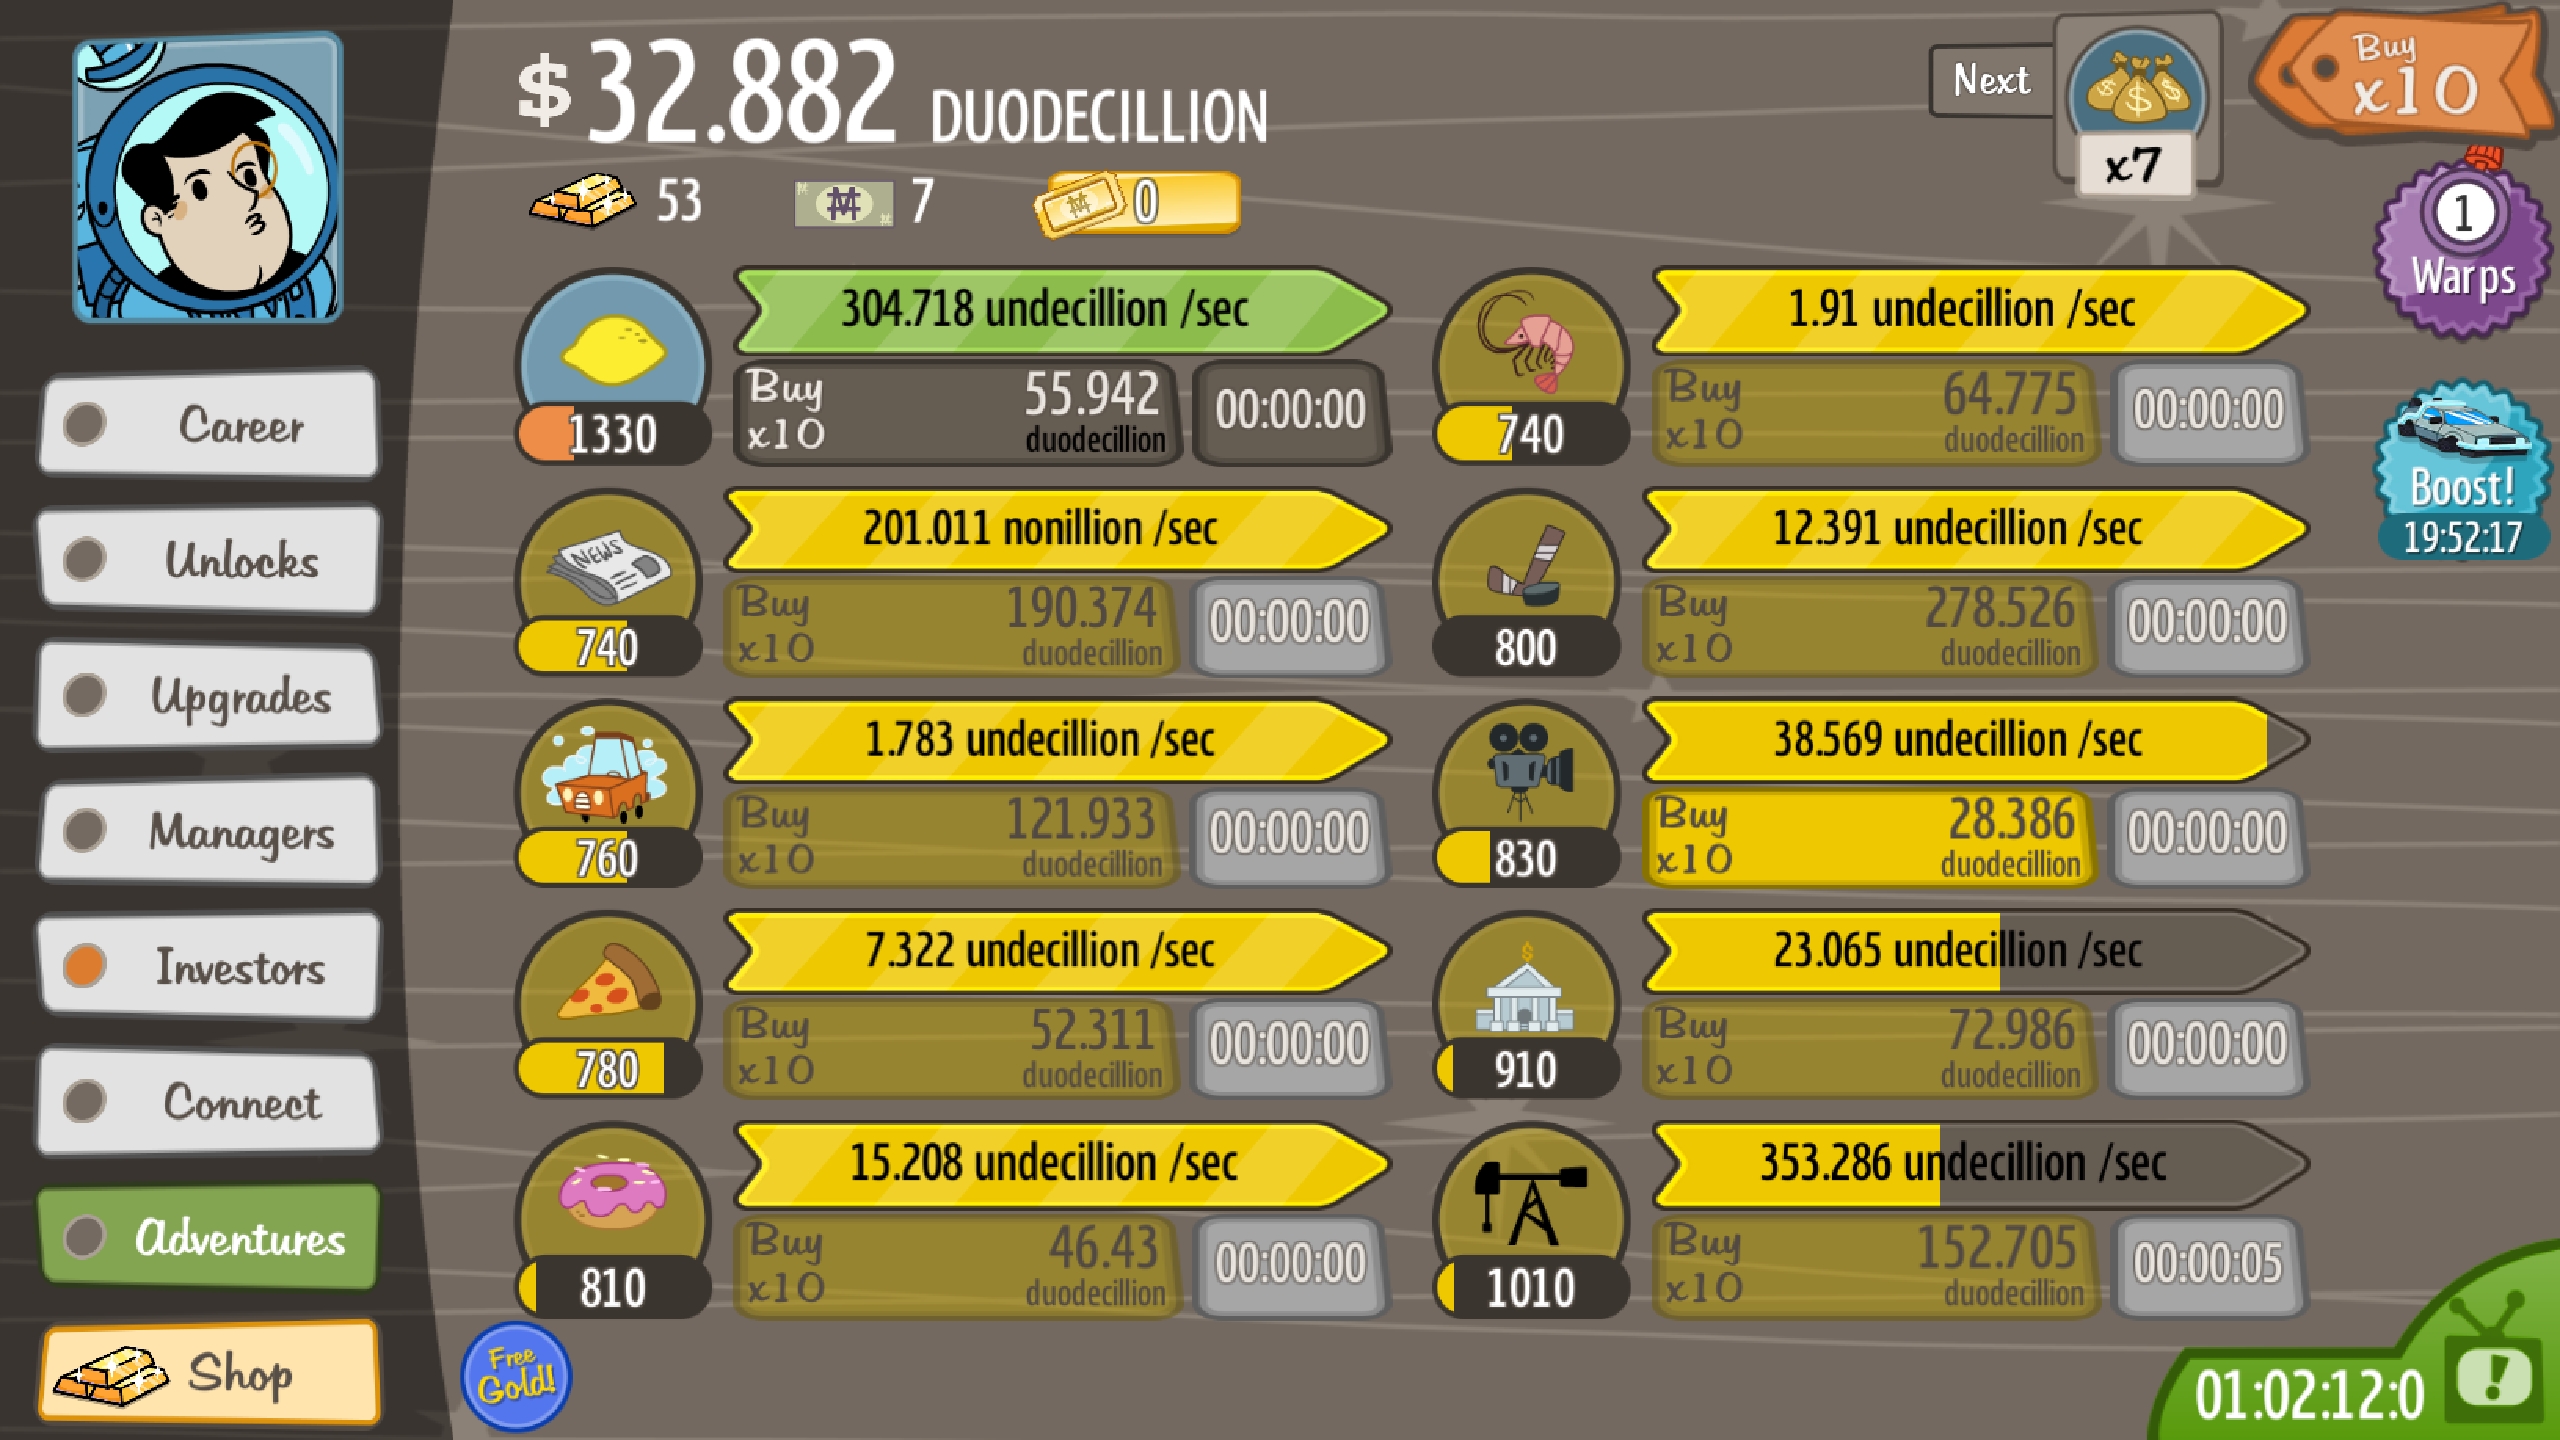 $ 32.882 DUODECILLION
53
7
0
Next
x7
Buy
x10
1
Warps
Boost!
19:52:17
Career
Unlocks
Upgrades
Managers
Investors
Connect
Adventures
Shop
304.718 undecillion /sec
Buy
x10
55.942
duodecillion
00:00:00
1330
NEWS
201.011 nonillion /sec
Buy
x10
190.374
duodecillion
00:00:00
740
1.783 undecillion /sec
Buy
x10
121.933
duodecillion
00:00:00
760
7.322 undecillion /sec
Buy
x10
52.311
duodecillion
00:00:00
780
15.208 undecillion /sec
Buy
x10
46.43
duodecillion
00:00:00
810
1.91 undecillion /sec
Buy
x10
64.775
duodecillion
00:00:00
740
12.391 undecillion /sec
Buy
x10
278.526
duodecillion
00:00:00
800
38.569 undecillion /sec
Buy
x10
28.386
duodecillion
00:00:00
830
23.065 undecillion /sec
Buy
x10
72.986
duodecillion
00:00:00
910
353.286 undecillion /sec
Buy
x10
152.705
duodecillion
00:00:05
1010
Free
Gold!
01:02:12:0
!